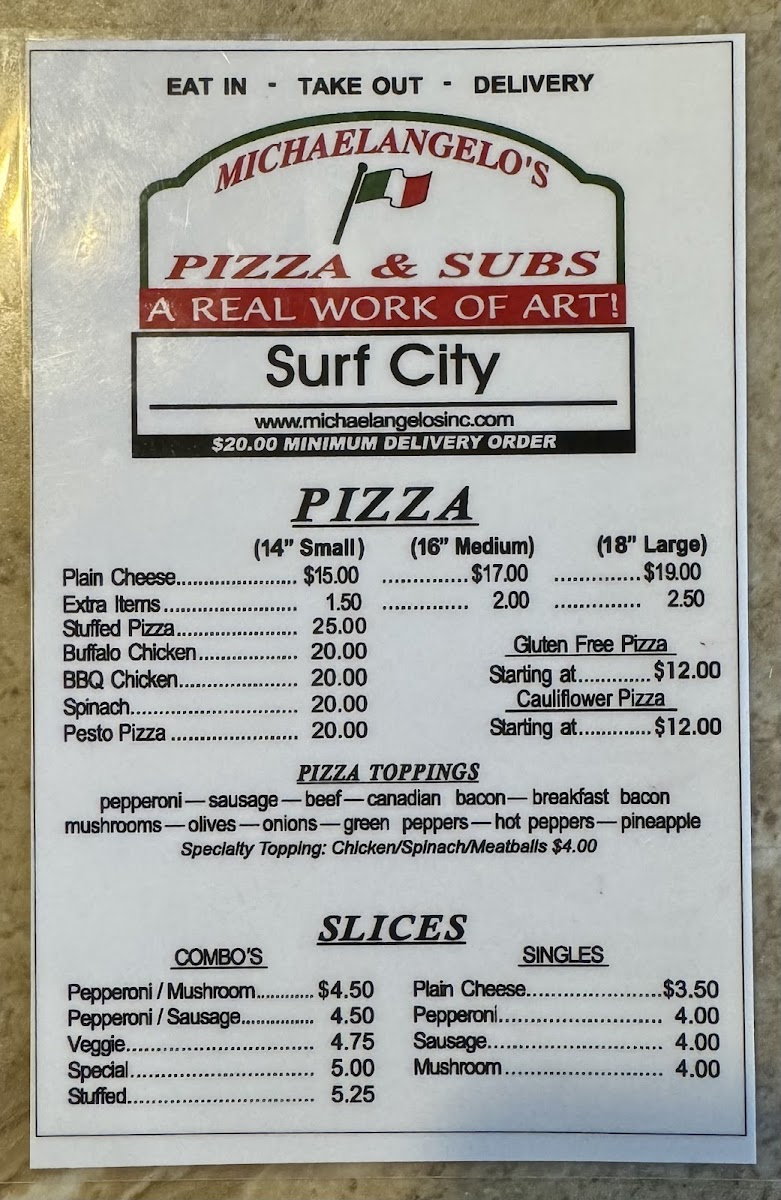 EAT IN - TAKE OUT - DELIVERY
MICHAELANGELO'S
PIZZA & SUBS
A REAL WORK OF ART!
Surf City
www.michaelangelosinc.com
$20.00 MINIMUM DELIVERY ORDER
PIZZA
(14" Small) (16" Medium) (18" Large)
Plain Cheese........................ $15.00 .................$17.00 .................$19.00
Extra Items........................... 1.50 ................. 2.00 ................. 2.50
Stuffed Pizza........................ 25.00
Buffalo Chicken.................... 20.00
BBQ Chicken........................ 20.00
Spinach................................. 20.00
Pesto Pizza ......................... 20.00
Gluten Free Pizza
Starting at..............$12.00
Cauliflower Pizza
Starting at..............$12.00
PIZZA TOPPINGS
pepperoni — sausage — beef — canadian bacon — breakfast bacon
mushrooms — olives — onions — green peppers — hot peppers — pineapple
Specialty Topping: Chicken/Spinach/Meatballs $4.00
SLICES
COMBO'S
Pepperoni / Mushroom............ $4.50
Pepperoni / Sausage............... 4.50
Veggie...................................... 4.75
Special..................................... 5.00
Stuffed...................................... 5.25
SINGLES
Plain Cheese...........................$3.50
Pepperoni................................ 4.00
Sausage................................... 4.00
Mushroom............................... 4.00